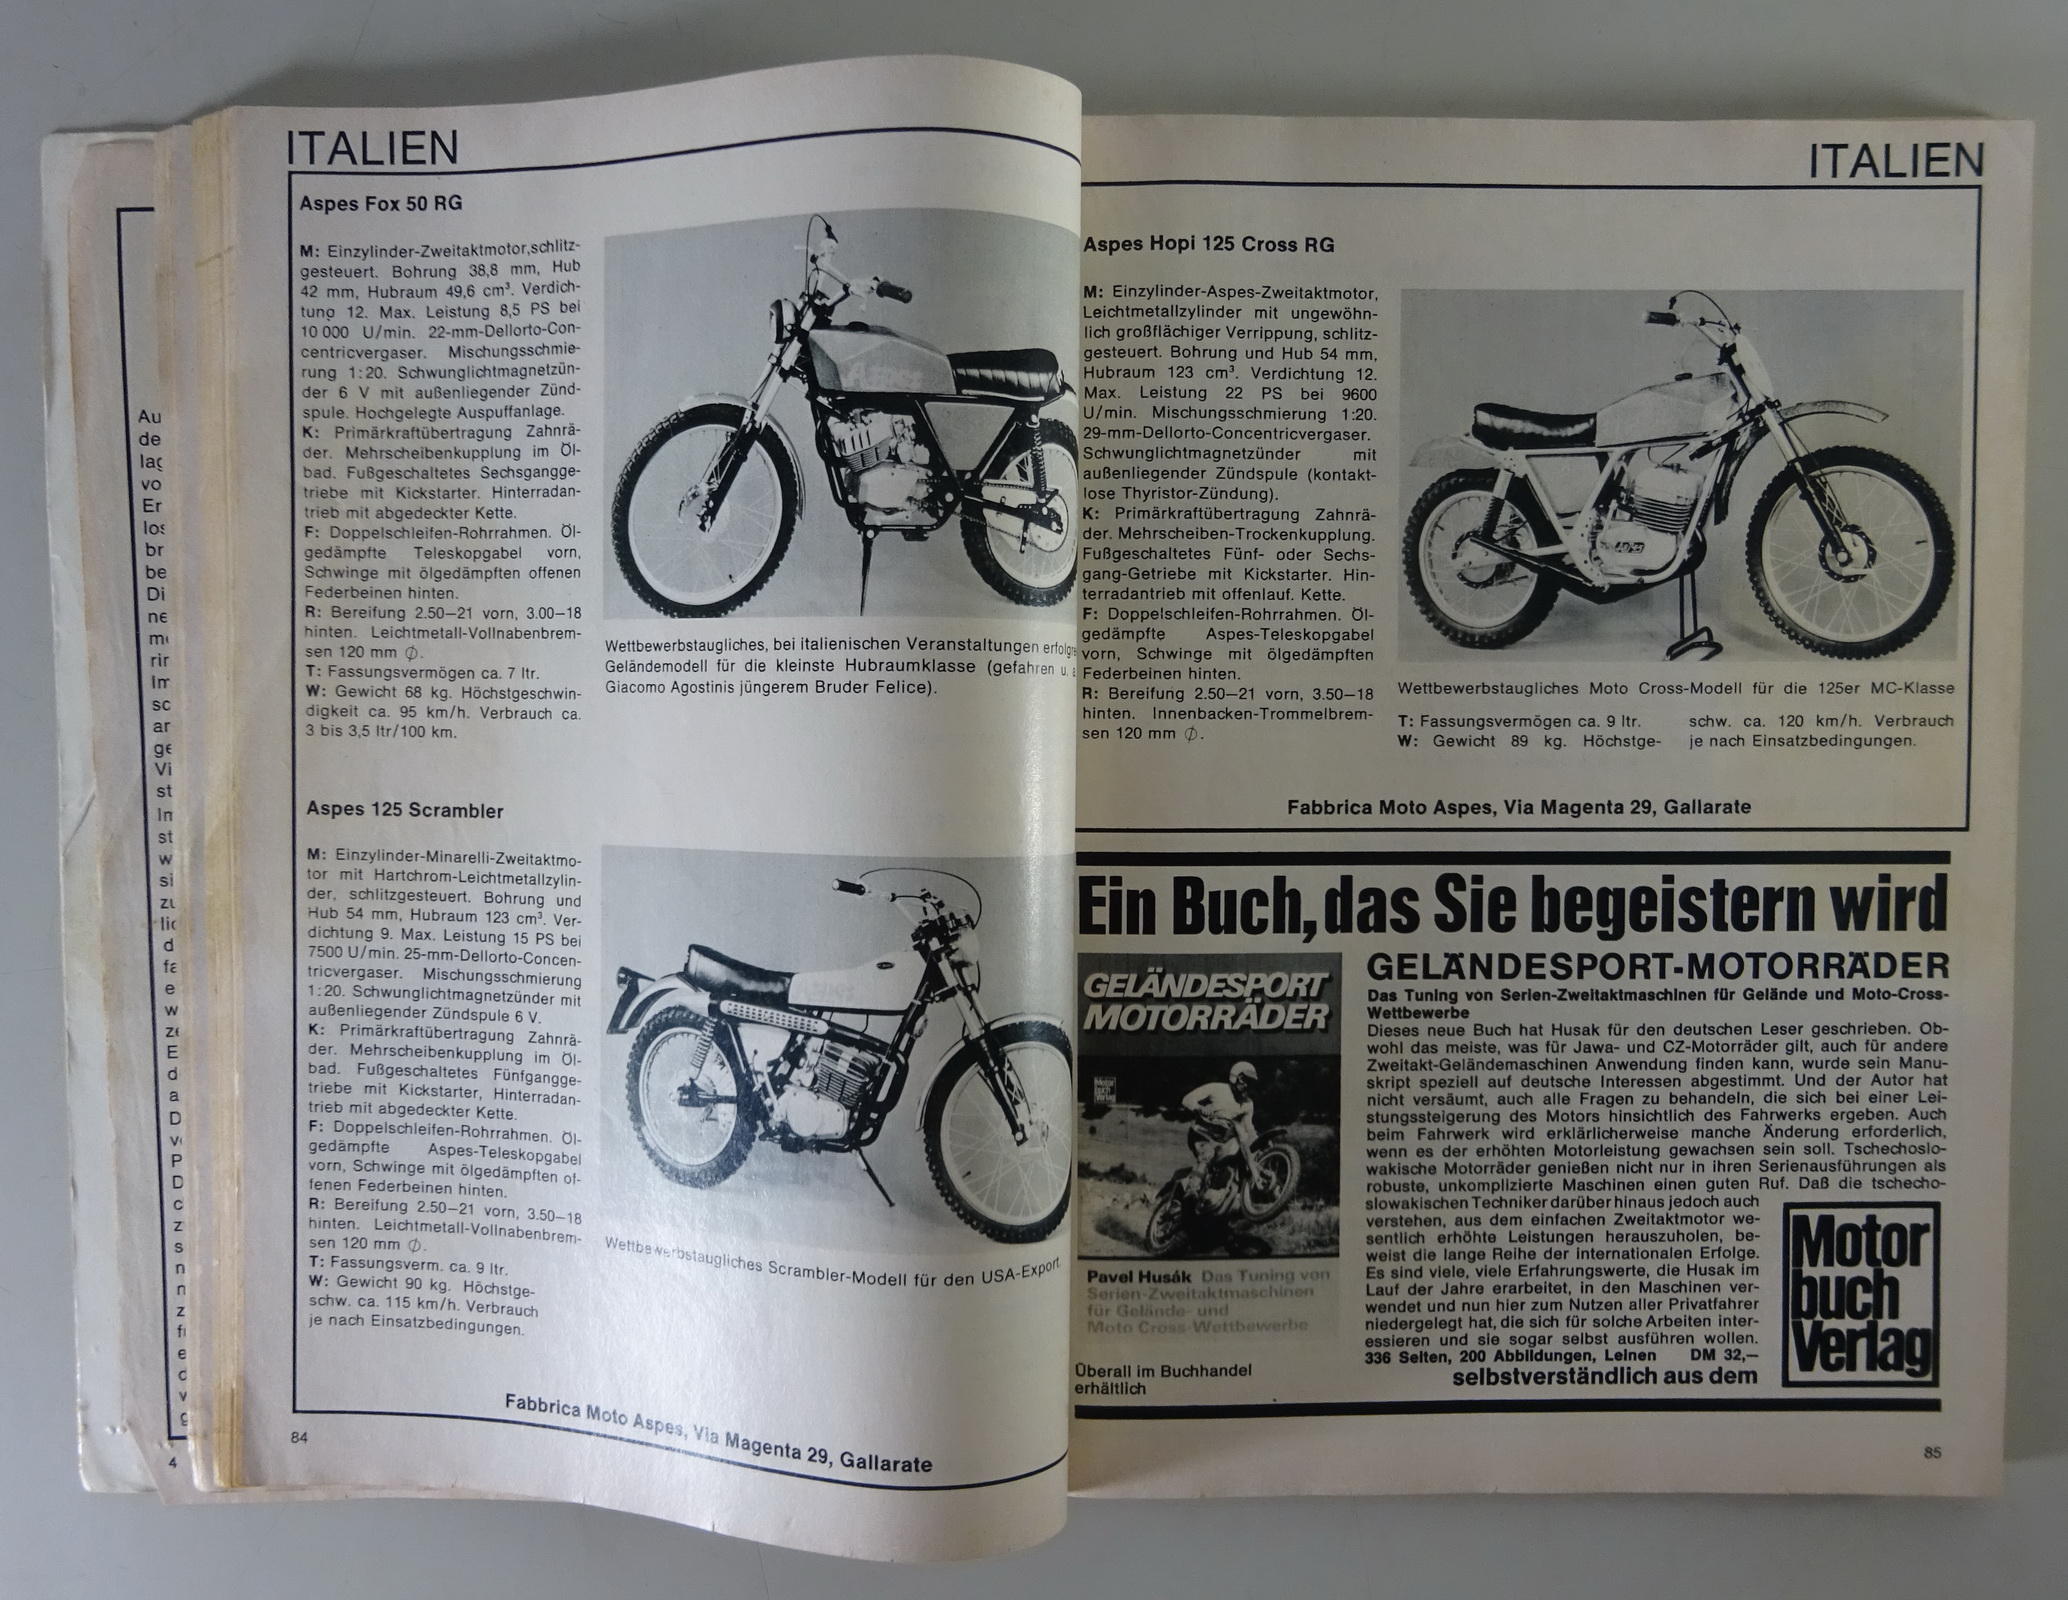 ITALIEN
Aspes Fox 50 RG
M: Einzylinder-Zweitaktmotor,schlitz-
gesteuert. Bohrung 38,8 mm, Hub
42 mm, Hubraum 49,6 cm³. Verdich-
tung 12. Max. Leistung 8,5 PS bei
10 000 U/min. 22-mm-Dellorto-Con-
centricvergaser. Mischungsschmie-
rung 1:20. Schwunglichtmagnetzün-
der 6 V mit außenliegender Zünd-
spule. Hochgelegte Auspuffanlage.
K: Primärkraftübertragung Zahnrä-
der. Mehrscheibenkupplung im Öl-
bad. Fußgeschaltetes Sechsgangge-
triebe mit Kickstarter. Hinterradan-
trieb mit abgedeckter Kette.
F: Doppelschleifen-Rohrrahmen. Öl-
gedämpfte Teleskopgabel vorn,
Schwinge mit ölgedämpften offenen
Federbeinen hinten.
R: Bereifung 2.50—21 vorn, 3.00—18
hinten. Leichtmetall-Vollnabenbrem-
sen 120 mm ∅.
T: Fassungsvermögen ca. 7 ltr.
W: Gewicht 68 kg. Höchstgeschwin-
digkeit ca. 95 km/h. Verbrauch ca.
3 bis 3,5 ltr/100 km.
Wettbewerbstaugliches, bei italienischen Veranstaltungen erfolgre
Geländemodell für die kleinste Hubraumklasse (gefahren u. a
Giacomo Agostinis jüngerem Bruder Felice).
Aspes 125 Scrambler
M: Einzylinder-Minarelli-Zweitaktmo-
tor mit Hartchrom-Leichtmetallzylin-
der, schlitzgesteuert. Bohrung und
Hub 54 mm, Hubraum 123 cm³. Ver-
dichtung 9. Max. Leistung 15 PS bei
7500 U/min. 25-mm-Dellorto-Concen-
tricvergaser. Mischungsschmierung
1:20. Schwunglichtmagnetzünder mit
außenliegender Zündspule 6 V.
K: Primärkraftübertragung Zahnrä-
der. Mehrscheibenkupplung im Öl-
bad. Fußgeschaltetes Fünfgangge-
triebe mit Kickstarter, Hinterradan-
trieb mit abgedeckter Kette.
F: Doppelschleifen-Rohrrahmen. Öl-
gedämpfte Aspes-Teleskopgabel
vorn, Schwinge mit ölgedämpften of-
fenen Federbeinen hinten.
R: Bereifung 2.50—21 vorn, 3.50—18
hinten. Leichtmetall-Vollnabenbrem-
sen 120 mm ∅.
T: Fassungsverm. ca. 9 ltr.
W: Gewicht 90 kg. Höchstge-
schw. ca. 115 km/h. Verbrauch
je nach Einsatzbedingungen.
Wettbewerbstaugliches Scrambler-Modell für den USA-Export.
Fabbrica Moto Aspes, Via Magenta 29, Gallarate
84
ITALIEN
Aspes Hopi 125 Cross RG
M: Einzylinder-Aspes-Zweitaktmotor,
Leichtmetallzylinder mit ungewöhn-
lich großflächiger Verrippung, schlitz-
gesteuert. Bohrung und Hub 54 mm,
Hubraum 123 cm³. Verdichtung 12.
Max. Leistung 22 PS bei 9600
U/min. Mischungsschmierung 1:20.
29-mm-Dellorto-Concentricvergaser.
Schwunglichtmagnetzünder mit
außenliegender Zündspule (kontakt-
lose Thyristor-Zündung).
K: Primärkraftübertragung Zahnrä-
der. Mehrscheiben-Trockenkupplung.
Fußgeschaltetes Fünf- oder Sechs-
gang-Getriebe mit Kickstarter. Hin-
terradantrieb mit offenlauf. Kette.
F: Doppelschleifen-Rohrrahmen. Öl-
gedämpfte Aspes-Teleskopgabel
vorn, Schwinge mit ölgedämpften
Federbeinen hinten.
R: Bereifung 2.50—21 vorn, 3.50—18
hinten. Innenbacken-Trommelbrem-
sen 120 mm ∅.
Wettbewerbstaugliches Moto Cross-Modell für die 125er MC-Klasse
T: Fassungsvermögen ca. 9 ltr.
W: Gewicht 89 kg. Höchstge-
schw. ca. 120 km/h. Verbrauch
je nach Einsatzbedingungen.
Fabbrica Moto Aspes, Via Magenta 29, Gallarate
Ein Buch, das Sie begeistern wird
GELÄNDESPORT
MOTORRÄDER
Motor
buch
Verlag
Pavel Husák Das Tuning von
Serien-Zweitaktmaschinen
für Gelände- und
Moto Cross-Wettbewerbe
Überall im Buchhandel
erhältlich
GELÄNDESPORT-MOTORRÄDER
Das Tuning von Serien-Zweitaktmaschinen für Gelände und Moto-Cross-
Wettbewerbe
Dieses neue Buch hat Husak für den deutschen Leser geschrieben. Ob-
wohl das meiste, was für Jawa- und CZ-Motorräder gilt, auch für andere
Zweitakt-Geländemaschinen Anwendung finden kann, wurde sein Manu-
skript speziell auf deutsche Interessen abgestimmt. Und der Autor hat
nicht versäumt, auch alle Fragen zu behandeln, die sich bei einer Lei-
stungssteigerung des Motors hinsichtlich des Fahrwerks ergeben. Auch
beim Fahrwerk wird erklärlicherweise manche Änderung erforderlich,
wenn es der erhöhten Motorleistung gewachsen sein soll. Tschechoslo-
wakische Motorräder genießen nicht nur in ihren Serienausführungen als
robuste, unkomplizierte Maschinen einen guten Ruf. Daß die tschecho-
slowakischen Techniker darüber hinaus jedoch auch
verstehen, aus dem einfachen Zweitaktmotor we-
sentlich erhöhte Leistungen herauszuholen, be-
weist die lange Reihe der internationalen Erfolge.
Es sind viele, viele Erfahrungswerte, die Husak im
Lauf der Jahre erarbeitet, in den Maschinen ver-
wendet und nun hier zum Nutzen aller Privatfahrer
niedergelegt hat, die sich für solche Arbeiten inter-
essieren und sie sogar selbst ausführen wollen.
336 Seiten, 200 Abbildungen, Leinen DM 32,—
selbstverständlich aus dem
Motor
buch
Verlag
85